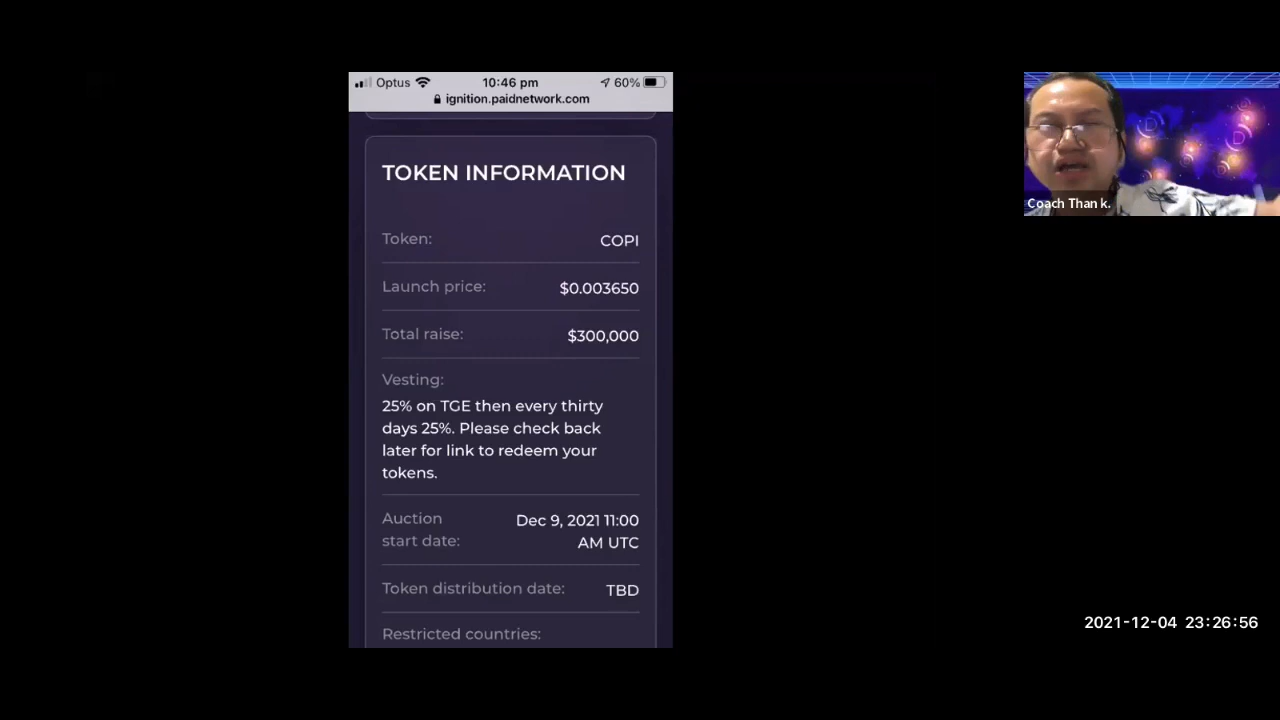 Optus 10:46 pm 60%
ignition.paidnetwork.com
TOKEN INFORMATION
Token: COPI
Launch price: $0.003650
Total raise: $300,000
Vesting:
25% on TGE then every thirty
days 25%. Please check back
later for link to redeem your
tokens.
Auction Dec 9, 2021 11:00
start date: AM UTC
Token distribution date: TBD
Restricted countries:
Coach Than k.
2021-12-04 23:26:56